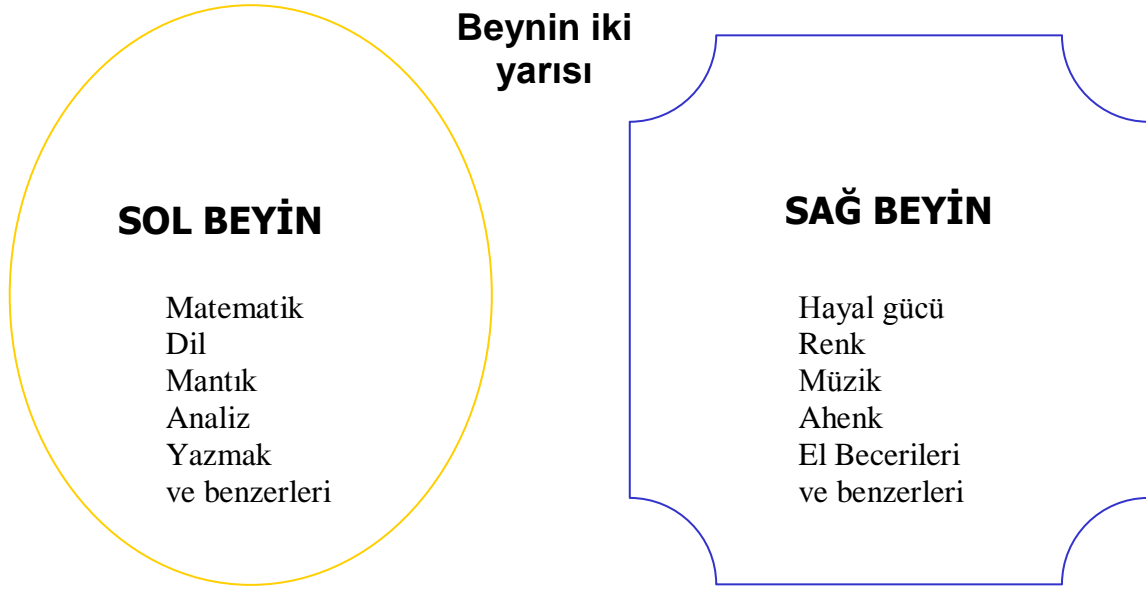 Beynin iki
yarısı
SOL BEYİN
Matematik
Dil
Mantık
Analiz
Yazmak
ve benzerleri
SAĞ BEYİN
Hayal gücü
Renk
Müzik
Ahenk
El Becerileri
ve benzerleri